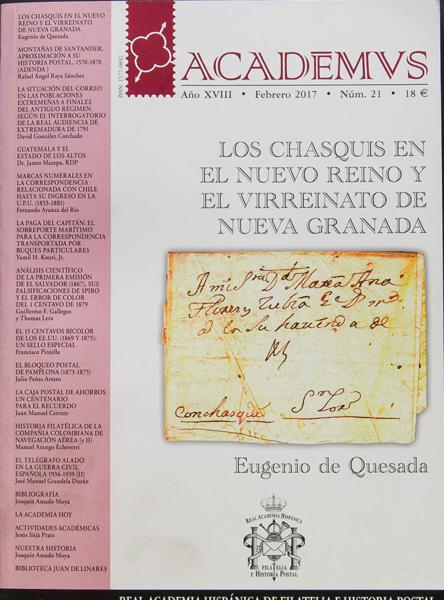 LOS CHASQUIS EN EL NUEVO
REINO Y EL VIRREINATO
DE NUEVA GRANADA
Eugenio de Quesada
MONTAÑAS DE SANTANDER,
APROXIMACIÓN A SU
HISTORIA POSTAL, 1570-1870
(ADENDA )
Rafael Ángel Raya Sánchez
LA SITUACIÓN DEL CORREO
EN LAS POBLACIONES
EXTREMEÑAS A FINALES
DEL ANTIGUO RÉGIMEN,
SEGÚN EL INTERROGATORIO
DE LA REAL AUDIENCIA DE
EXTREMADURA DE 1791
David González Corchado
GUATEMALA Y EL
ESTADO DE LOS ALTOS
Dr. James Mazepa, RDP
MARCAS NUMERALES EN
LA CORRESPONDENCIA
RELACIONADA CON CHILE
HASTA SU INGRESO EN LA
U.P.U. (1853-1881)
Fernando Aranaz del Río
LA PAGA DEL CAPITÁN: EL
SOBREPORTE MARÍTIMO
PARA LA CORRESPONDENCIA
TRANSPORTADA POR
BUQUES PARTICULARES
Yamil H. Kouri, Jr.
ANÁLISIS CIENTÍFICO
DE LA PRIMERA EMISIÓN
DE EL SALVADOR (1867), SUS
FALSIFICACIONES DE SPIRO
Y EL ERROR DE COLOR
DEL 1 CENTAVO DE 1879
Guillermo F. Gallegos
y Thomas Lera
EL 15 CENTAVOS BICOLOR
DE LOS EE.UU. (1869 Y 1875):
UN SELLO ESPECIAL
Francisco Piniella
EL BLOQUEO POSTAL
DE PAMPLONA (1873-1875)
Julio Peñas Artero
LA CAJA POSTAL DE AHORROS
UN CENTENARIO
PARA EL RECUERDO
Juan Manuel Cerrato
HISTORIA FILATÉLICA DE LA
COMPAÑIA COLOMBIANA DE
NAVEGACIÓN AÉREA (y II)
Manuel Arango Echeverri
EL TELÉGRAFO ALADO
EN LA GUERRA CIVIL
ESPAÑOLA 1936-1939 (II)
José Manuel Grandela Durán
BIBLIOGRAFÍA
Joaquín Amado Moya
LA ACADEMIA HOY
ACTIVIDADES ACADÉMICAS
Jesús Sitjà Prats
NUESTRA HISTORIA
Joaquín Amado Moya
BIBLIOTECA JUAN DE LINARES
ISSN: 1577-0842
ACADEMVS
Año XVIII • Febrero 2017 • Núm. 21 • 18 €
LOS CHASQUIS EN
EL NUEVO REINO Y
EL VIRREINATO DE
NUEVA GRANADA
A mi Maria Ana
en su hacienda de
Conchasqui
Eugenio de Quesada
REAL ACADEMIA HISPÁNICA
FILATELIA
E HISTORIA POSTAL
REAL ACADEMIA HISPÁNICA DE FILATELIA E HISTORIA POSTAL